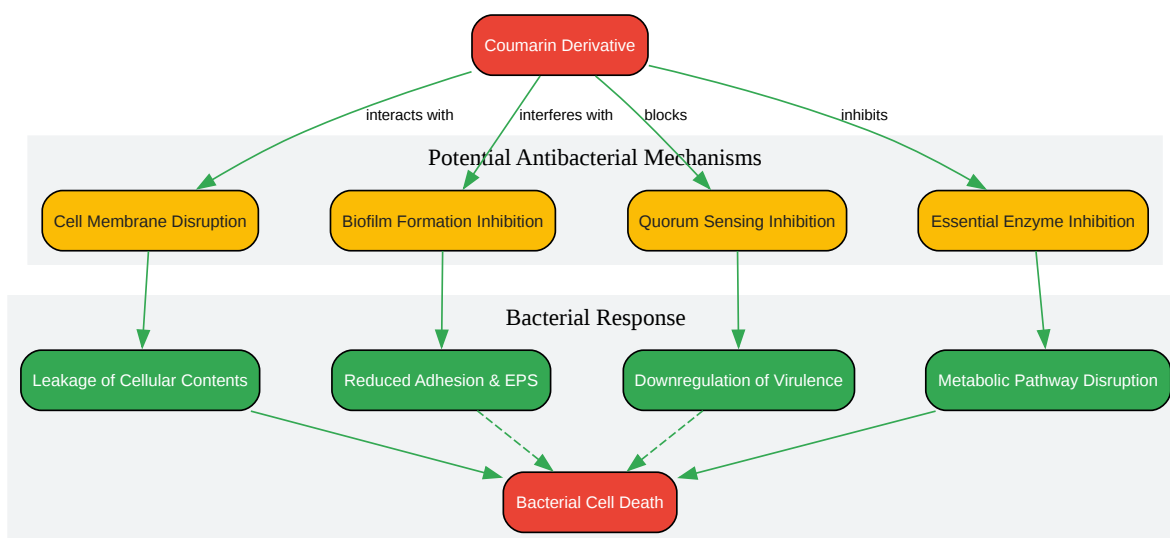 Coumarin Derivative
interacts with
interferes with
blocks
inhibits
Potential Antibacterial Mechanisms
Cell Membrane Disruption
Biofilm Formation Inhibition
Quorum Sensing Inhibition
Essential Enzyme Inhibition
Bacterial Response
Leakage of Cellular Contents
Reduced Adhesion & EPS
Downregulation of Virulence
Metabolic Pathway Disruption
Bacterial Cell Death